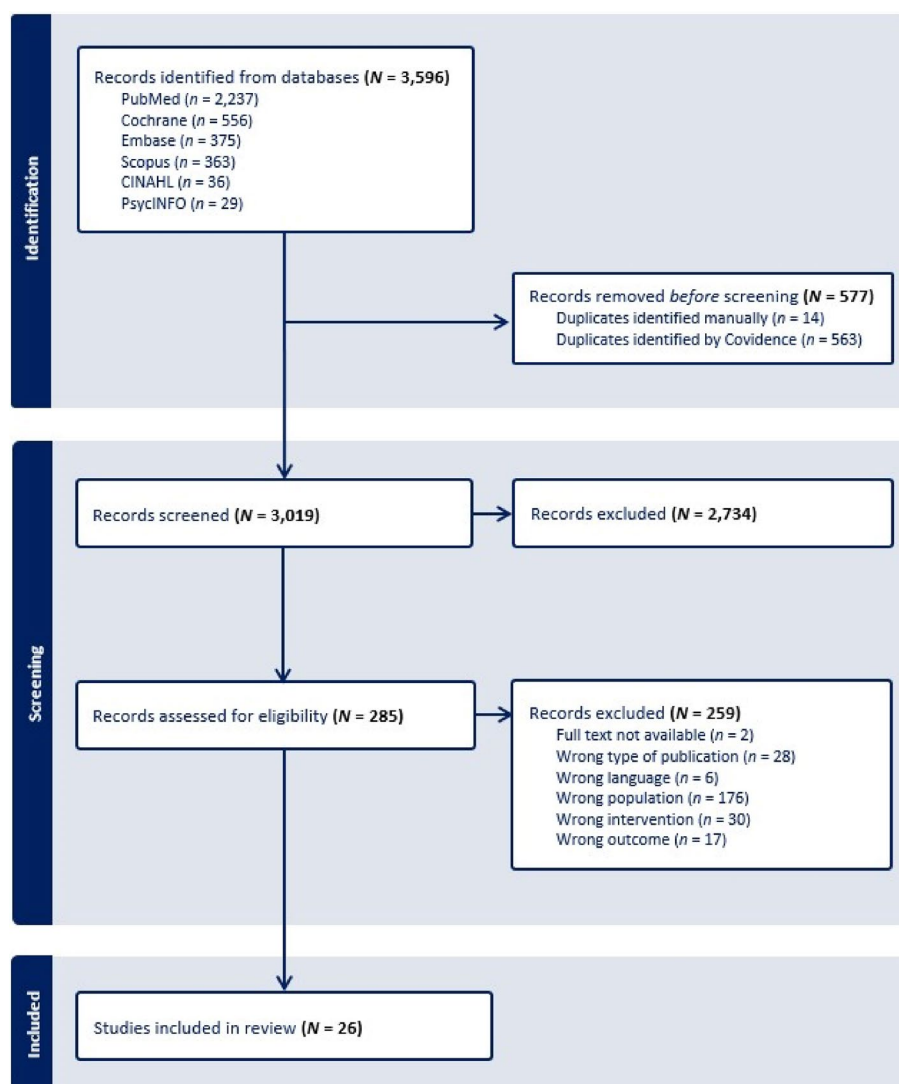 Identification
Records identified from databases (N = 3,596)
PubMed (n = 2,237)
Cochrane (n = 556)
Embase (n = 375)
Scopus (n = 363)
CINAHL (n = 36)
PsycINFO (n = 29)
Records removed before screening (N = 577)
Duplicates identified manually (n = 14)
Duplicates identified by Covidence (n = 563)
Screening
Records screened (N = 3,019)
Records excluded (N = 2,734)
Records assessed for eligibility (N = 285)
Records excluded (N = 259)
Full text not available (n = 2)
Wrong type of publication (n = 28)
Wrong language (n = 6)
Wrong population (n = 176)
Wrong intervention (n = 30)
Wrong outcome (n = 17)
Included
Studies included in review (N = 26)